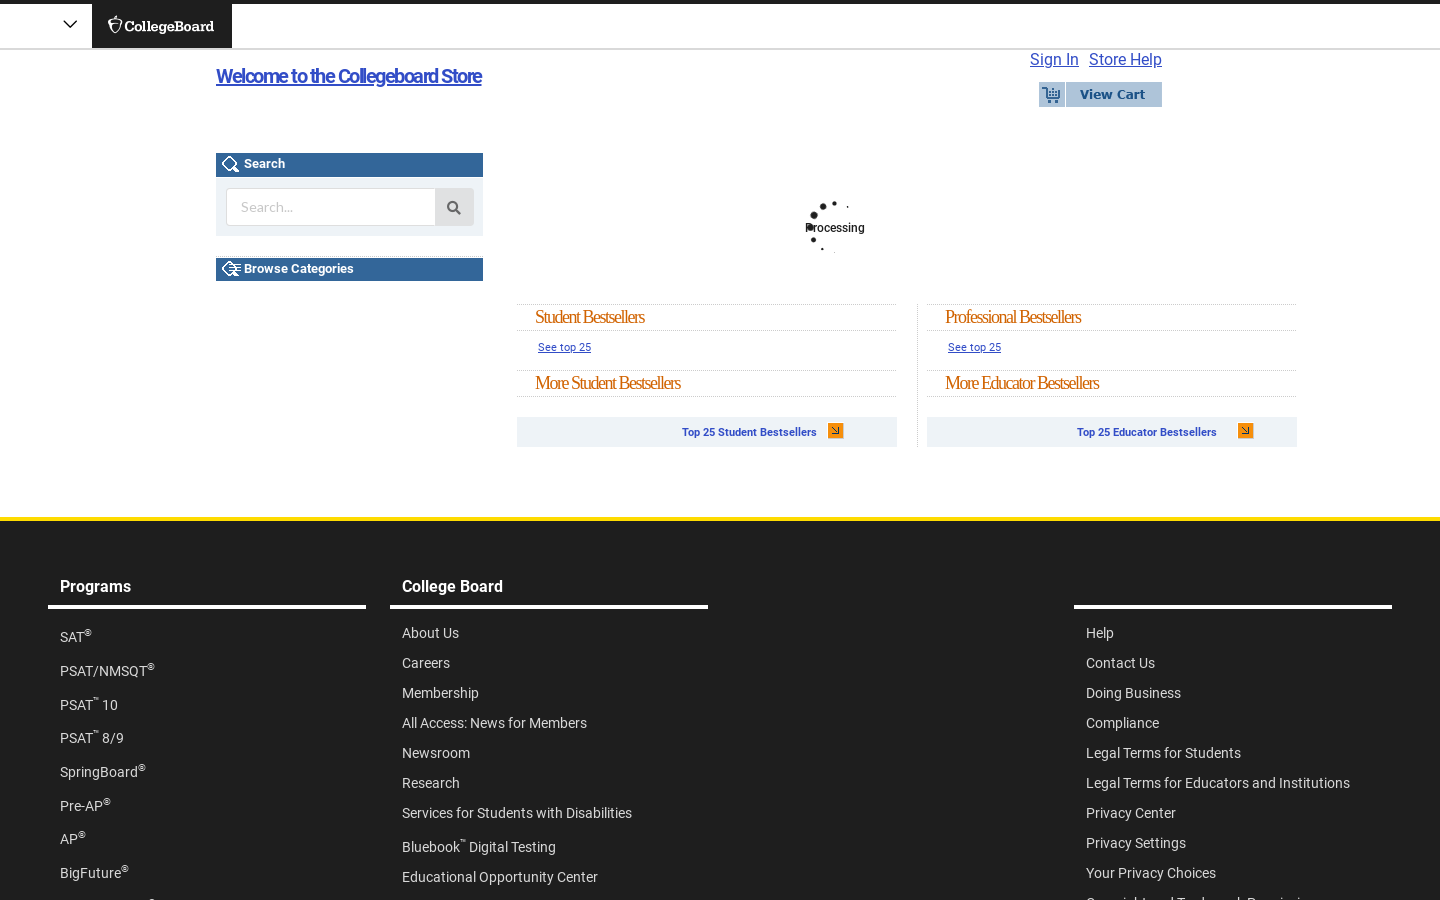 CollegeBoard
Sign In Store Help
Welcome to the Collegeboard Store
View Cart
Search
Search...
Browse Categories
Processing
Student Bestsellers
See top 25
More Student Bestsellers
Top 25 Student Bestsellers
Professional Bestsellers
See top 25
More Educator Bestsellers
Top 25 Educator Bestsellers
Programs
SAT®
PSAT/NMSQT®
PSAT™ 10
PSAT™ 8/9
SpringBoard®
Pre-AP®
AP®
BigFuture®
College Board
About Us
Careers
Membership
All Access: News for Members
Newsroom
Research
Services for Students with Disabilities
Bluebook™ Digital Testing
Educational Opportunity Center
Help
Contact Us
Doing Business
Compliance
Legal Terms for Students
Legal Terms for Educators and Institutions
Privacy Center
Privacy Settings
Your Privacy Choices